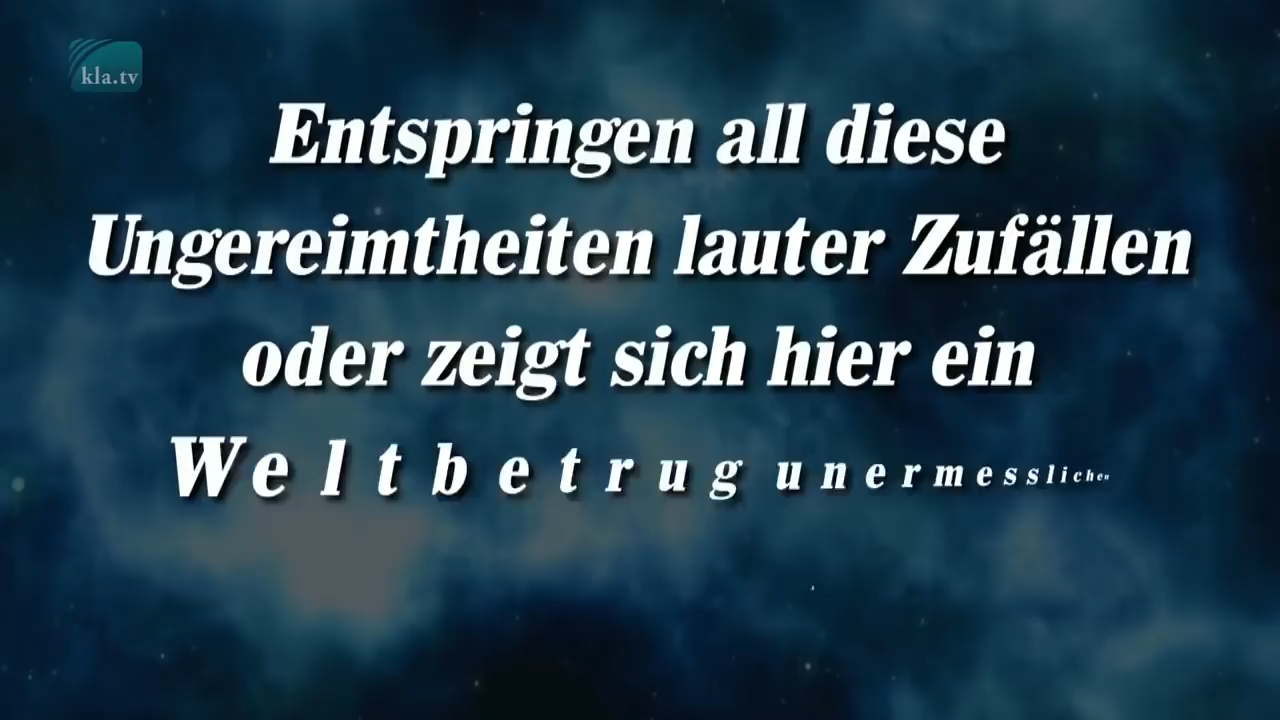 kla.tv
Entspringen all diese
Ungereimtheiten lauter Zufällen
oder zeigt sich hier ein
Weltbetrug unermesslichen